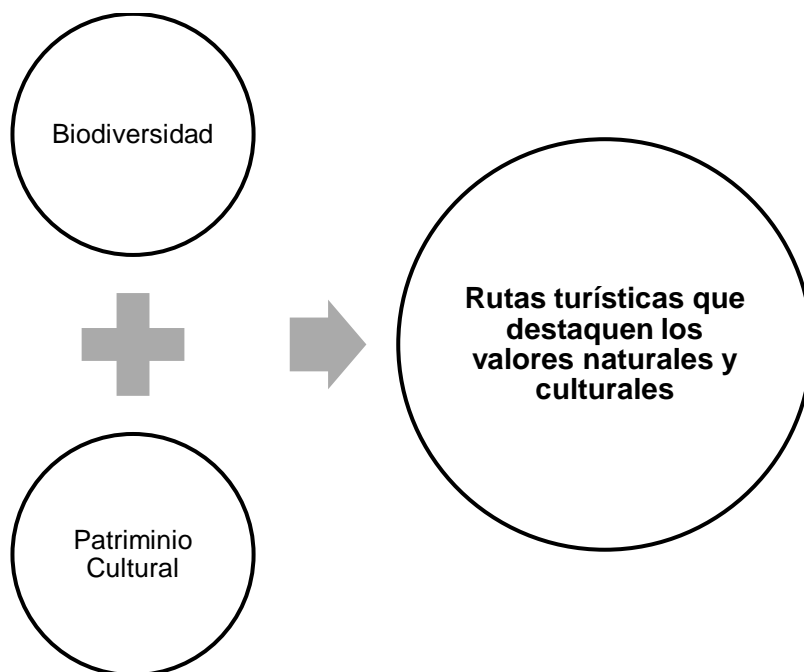 Biodiversidad
Patriminio
Cultural
Rutas turísticas que
destaquen los
valores naturales y
culturales